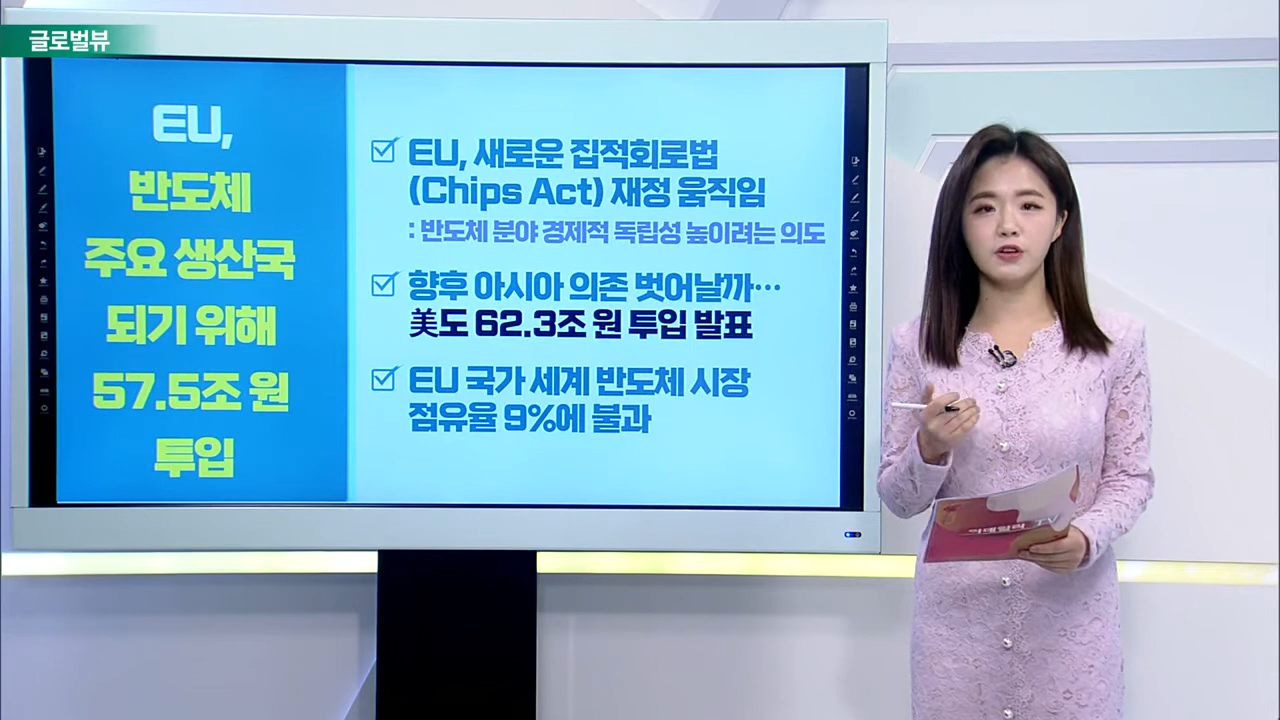 글로벌뷰
EU,
반도체
주요 생산국
되기 위해
57.5조 원
투입
EU, 새로운 집적회로법
(Chips Act) 재정 움직임
: 반도체 분야 경제적 독립성 높이려는 의도
향후 아시아 의존 벗어날까…
美도 62.3조 원 투입 발표
EU 국가 세계 반도체 시장
점유율 9%에 불과
TV